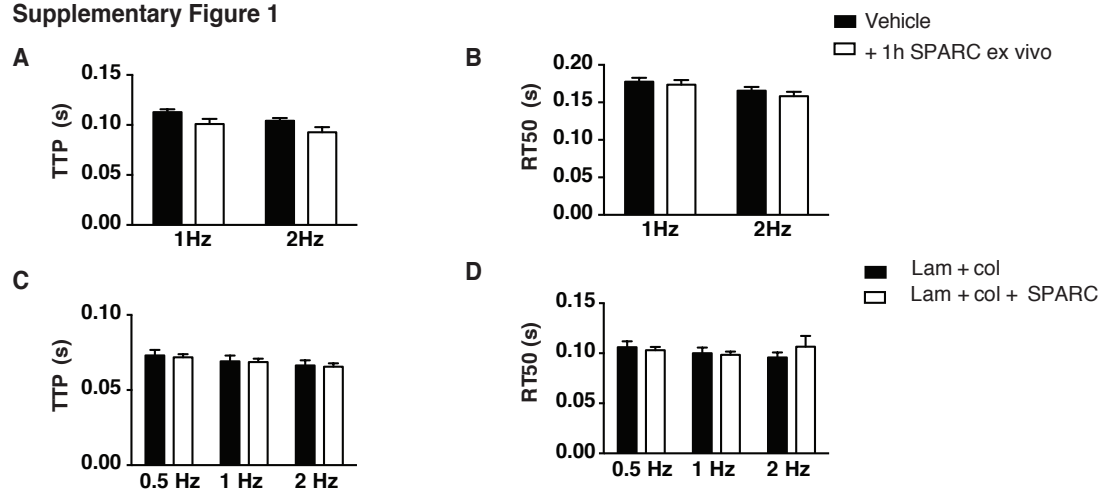 Supplementary Figure 1
Vehicle
+ 1h SPARC ex vivo
A
TTP (s)
0.15
0.10
0.05
0.00
1Hz 2Hz
B
RT50 (s)
0.20
0.15
0.10
0.05
0.00
1Hz 2Hz
C
TTP (s)
0.10
0.05
0.00
0.5 Hz 1 Hz 2 Hz
D
RT50 (s)
0.15
0.10
0.05
0.00
0.5 Hz 1 Hz 2 Hz
Lam + col
Lam + col + SPARC